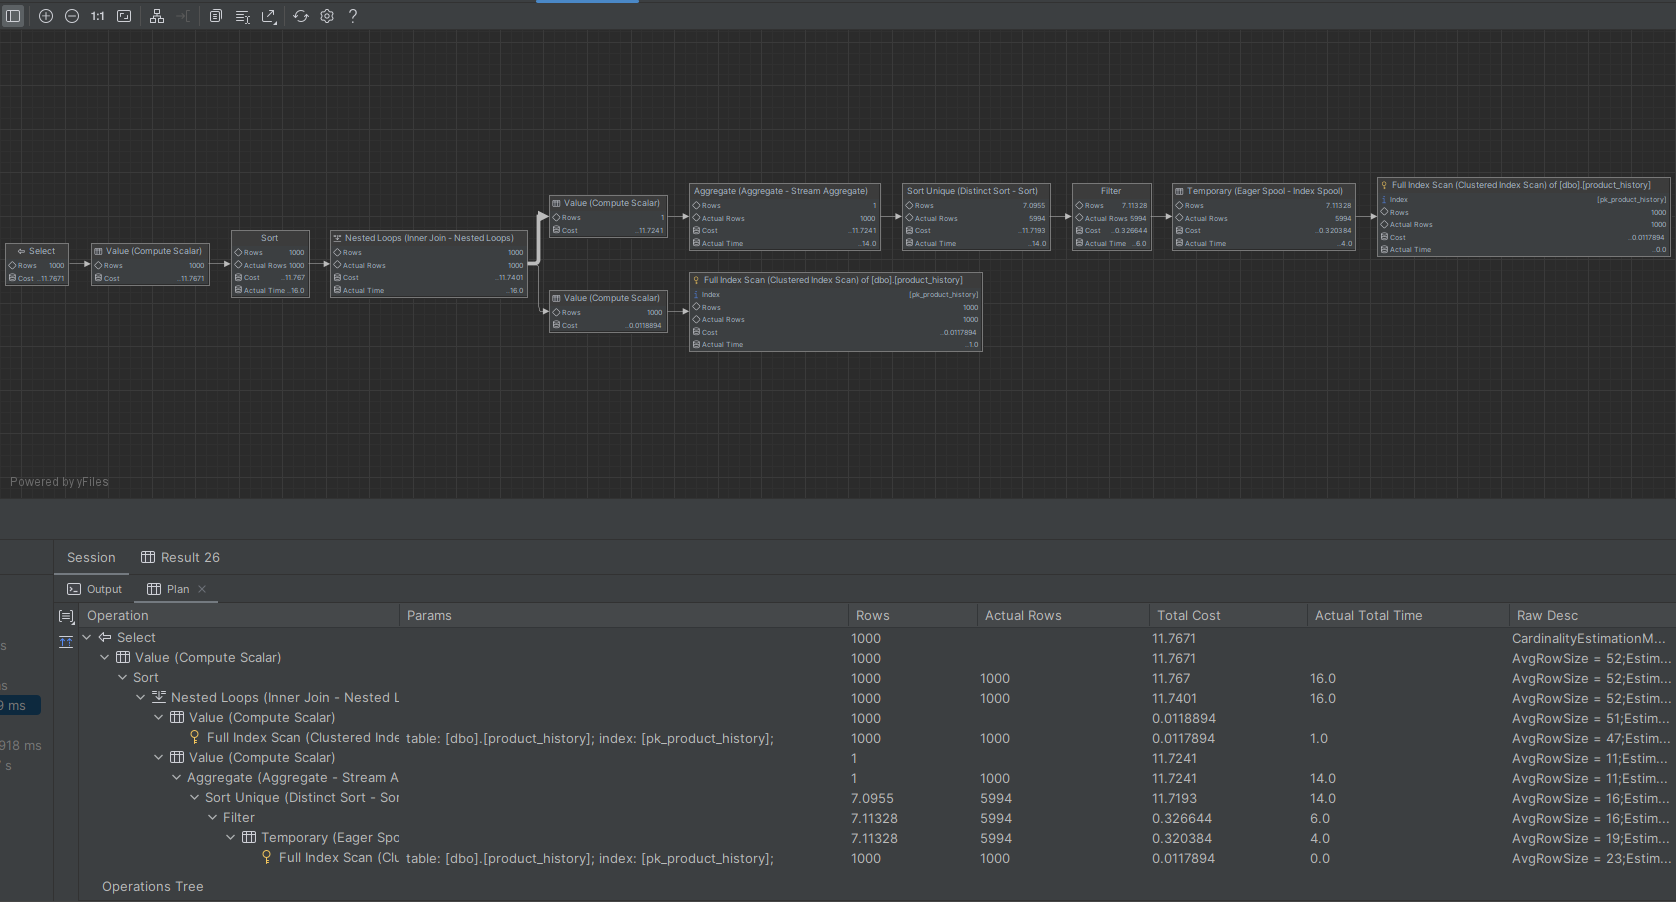 1:1
?
Select
Rows 1000
Cost ..11.7671
Value (Compute Scalar)
Rows 1000
Cost ..11.7671
Sort
Rows 1000
Actual Rows 1000
Cost ..11.767
Actual Time ..16.0
Nested Loops (Inner Join - Nested Loops)
Rows 1000
Actual Rows 1000
Cost ..11.7401
Actual Time ..16.0
Value (Compute Scalar)
Rows 1
Cost ..11.7241
Aggregate (Aggregate - Stream Aggregate)
Rows 1
Actual Rows 1000
Cost ..11.7241
Actual Time ..14.0
Sort Unique (Distinct Sort - Sort)
Rows 7.0955
Actual Rows 5994
Cost ..11.7193
Actual Time ..14.0
Filter
Rows 7.11328
Actual Rows 5994
Cost ..0.326644
Actual Time ..6.0
Temporary (Eager Spool - Index Spool)
Rows 7.11328
Actual Rows 5994
Cost ..0.320384
Actual Time ..4.0
Full Index Scan (Clustered Index Scan) of [dbo].[product_history]
Index [pk_product_history]
Rows 1000
Actual Rows 1000
Cost ..0.0117894
Actual Time ..0.0
Value (Compute Scalar)
Rows 1000
Cost ..0.0118894
Full Index Scan (Clustered Index Scan) of [dbo].[product_history]
Index [pk_product_history]
Rows 1000
Actual Rows 1000
Cost ..0.0117894
Actual Time ..1.0
Powered by yFiles
Session Result 26
Output Plan
Operation Params Rows Actual Rows Total Cost Actual Total Time Raw Desc
Select 1000 11.7671 CardinalityEstimationM...
Value (Compute Scalar) 1000 11.7671 AvgRowSize = 52;Estim...
Sort 1000 1000 11.767 16.0 AvgRowSize = 52;Estim...
Nested Loops (Inner Join - Nested L 1000 1000 11.7401 16.0 AvgRowSize = 52;Estim...
Value (Compute Scalar) 1000 0.0118894 AvgRowSize = 51;Estim...
Full Index Scan (Clustered Inde table: [dbo].[product_history]; index: [pk_product_history]; 1000 1000 0.0117894 1.0 AvgRowSize = 47;Estim...
Value (Compute Scalar) 1 11.7241 AvgRowSize = 11;Estim...
Aggregate (Aggregate - Stream A 1 1000 11.7241 14.0 AvgRowSize = 11;Estim...
Sort Unique (Distinct Sort - Sor 7.0955 5994 11.7193 14.0 AvgRowSize = 16;Estim...
Filter 7.11328 5994 0.326644 6.0 AvgRowSize = 16;Estim...
Temporary (Eager Spo 7.11328 5994 0.320384 4.0 AvgRowSize = 19;Estim...
Full Index Scan (Clu table: [dbo].[product_history]; index: [pk_product_history]; 1000 1000 0.0117894 0.0 AvgRowSize = 23;Estim...
Operations Tree
s
ms
9 ms
918 ms
s